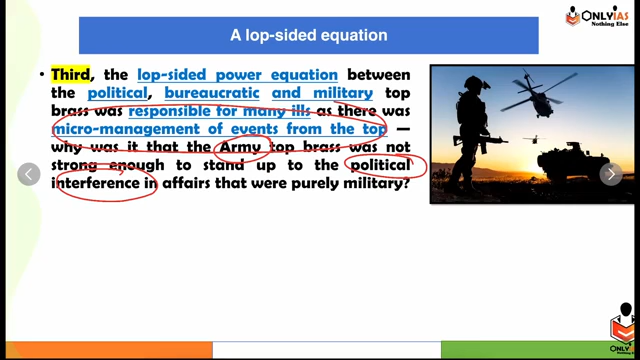 ONLYIAS
Nothing Else
A lop-sided equation
• Third, the lop-sided power equation between
the political, bureaucratic and military top
brass was responsible for many ills as there was
micro-management of events from the top —
why was it that the Army top brass was not
strong enough to stand up to the political
interference in affairs that were purely military?
ONLY